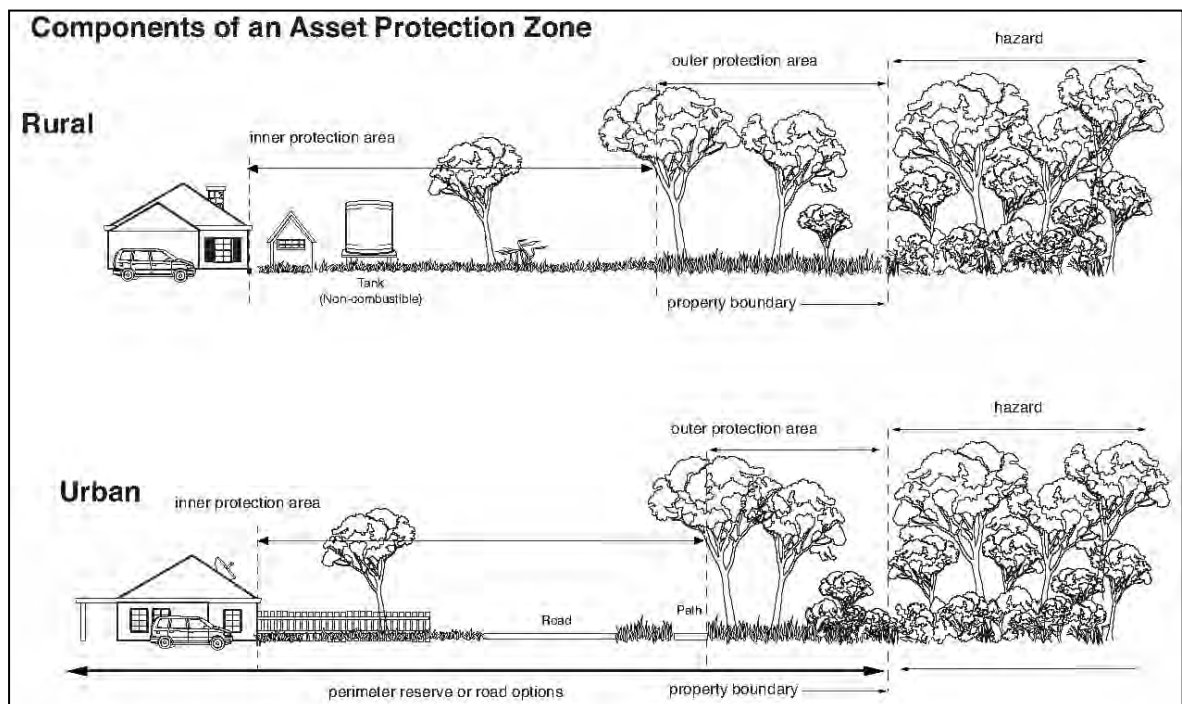 Components of an Asset Protection Zone
hazard
outer protection area
Rural
inner protection area
Tank
(Non-combustible)
property boundary
hazard
outer protection area
Urban
inner protection area
Road
Path
perimeter reserve or road options
property boundary